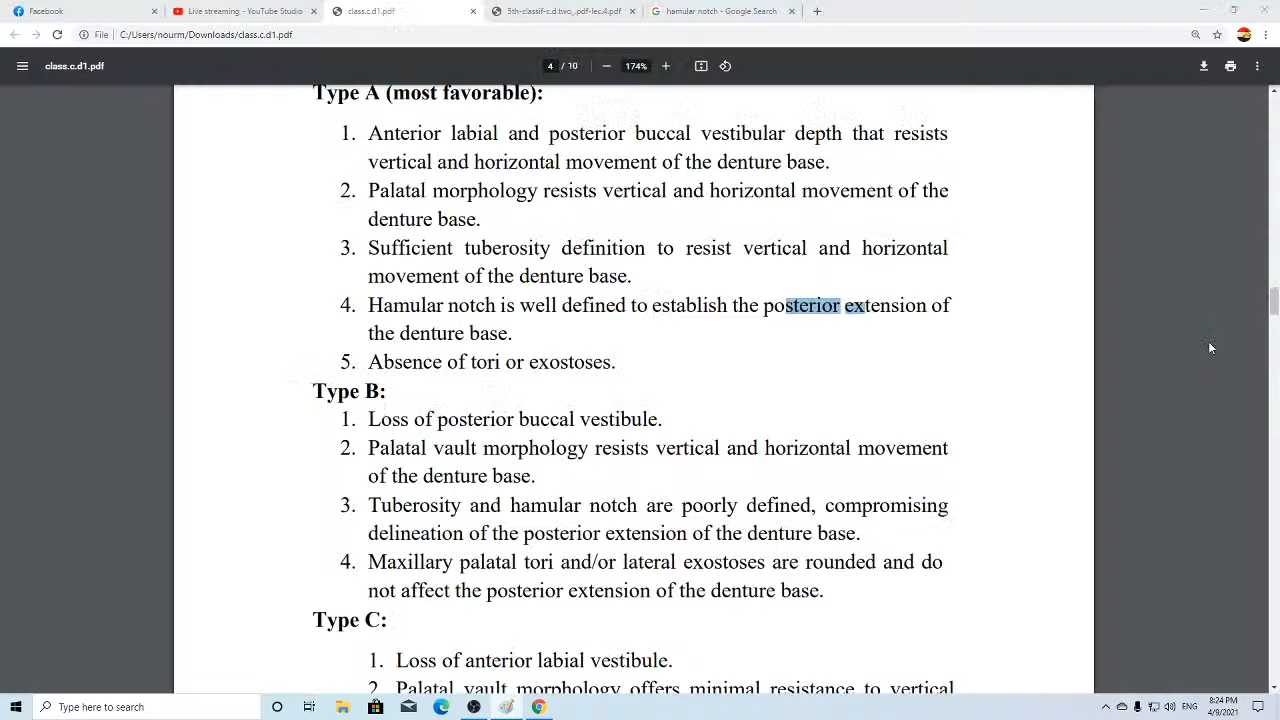 Facebook
Live streaming - YouTube Studio
class.c.d1.pdf
5th-classif-c.d.two_.pdf-lec4.pdf
hamular notch - Google Search
File C:/Users/nourm/Downloads/class.c.d1.pdf
class.c.d1.pdf
4 / 10
174%
Type A (most favorable):
1. Anterior labial and posterior buccal vestibular depth that resists
vertical and horizontal movement of the denture base.
2. Palatal morphology resists vertical and horizontal movement of the
denture base.
3. Sufficient tuberosity definition to resist vertical and horizontal
movement of the denture base.
4. Hamular notch is well defined to establish the posterior extension of
the denture base.
5. Absence of tori or exostoses.
Type B:
1. Loss of posterior buccal vestibule.
2. Palatal vault morphology resists vertical and horizontal movement
of the denture base.
3. Tuberosity and hamular notch are poorly defined, compromising
delineation of the posterior extension of the denture base.
4. Maxillary palatal tori and/or lateral exostoses are rounded and do
not affect the posterior extension of the denture base.
Type C:
1. Loss of anterior labial vestibule.
2. Palatal vault morphology offers minimal resistance to vertical
Type here to search
ENG
8:24 PM
4/9/2021